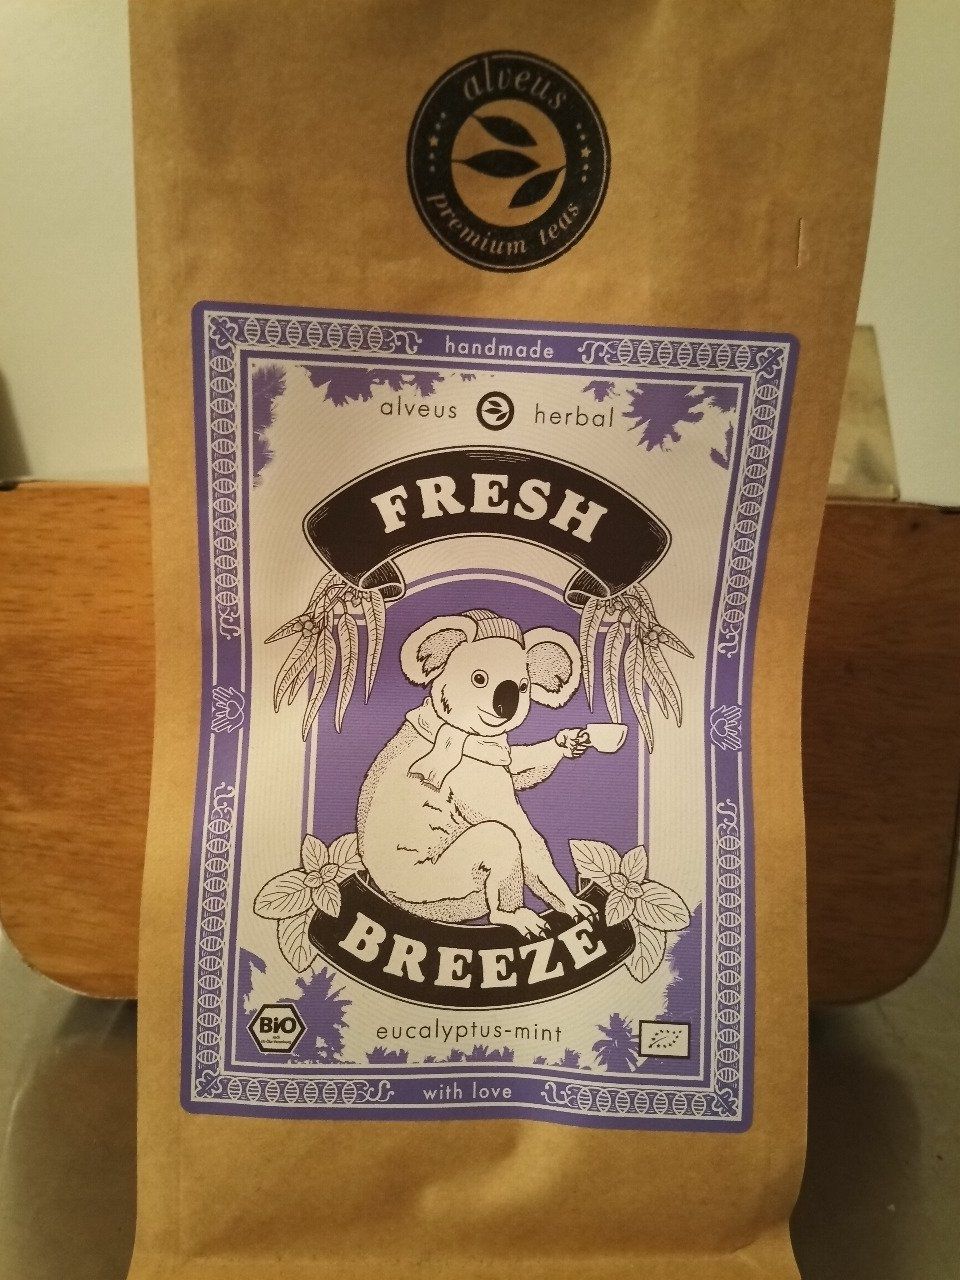 alveus
premium teas
handmade
alveus herbal
FRESH
BREEZE
eucalyptus-mint
BIO
with love